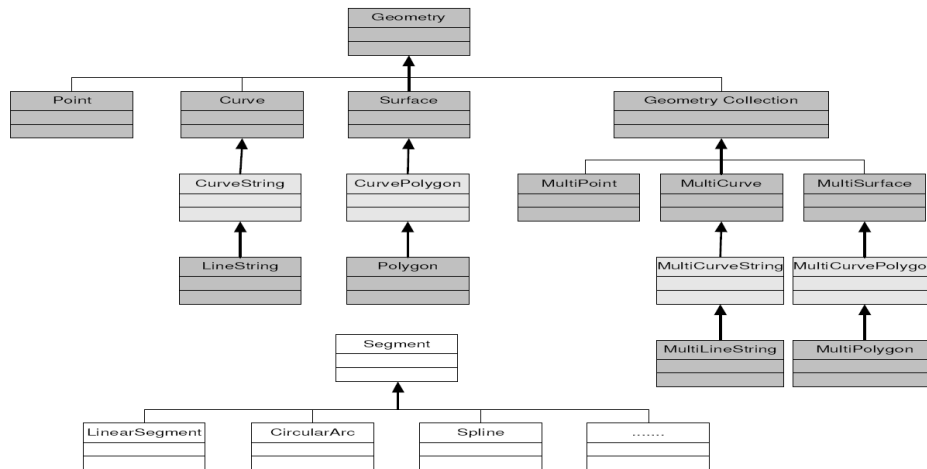 Geometry
Point
Curve
Surface
Geometry Collection
CurveString
CurvePolygon
MultiPoint
MultiCurve
MultiSurface
LineString
Polygon
MultiCurveString
MultiCurvePolygo
Segment
MultiLineString
MultiPolygon
LinearSegment
CircularArc
Spline
.......